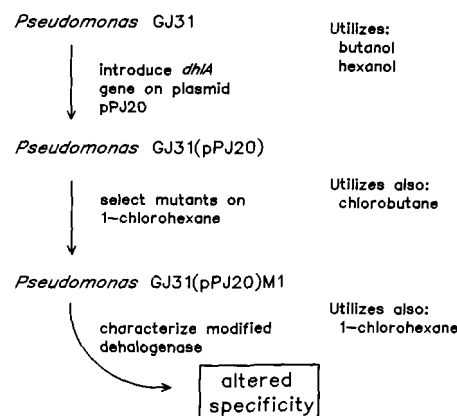 Pseudomonas GJ31
Utilizes:
butanol
hexanol
introduce dhlA
gene on plasmid
pPJ20
Pseudomonas GJ31(pPJ20)
Utilizes also:
chlorobutane
select mutants on
1-chlorohexane
Pseudomonas GJ31(pPJ20)M1
Utilizes also:
1-chlorohexane
characterize modified
dehalogenase
altered
specificity